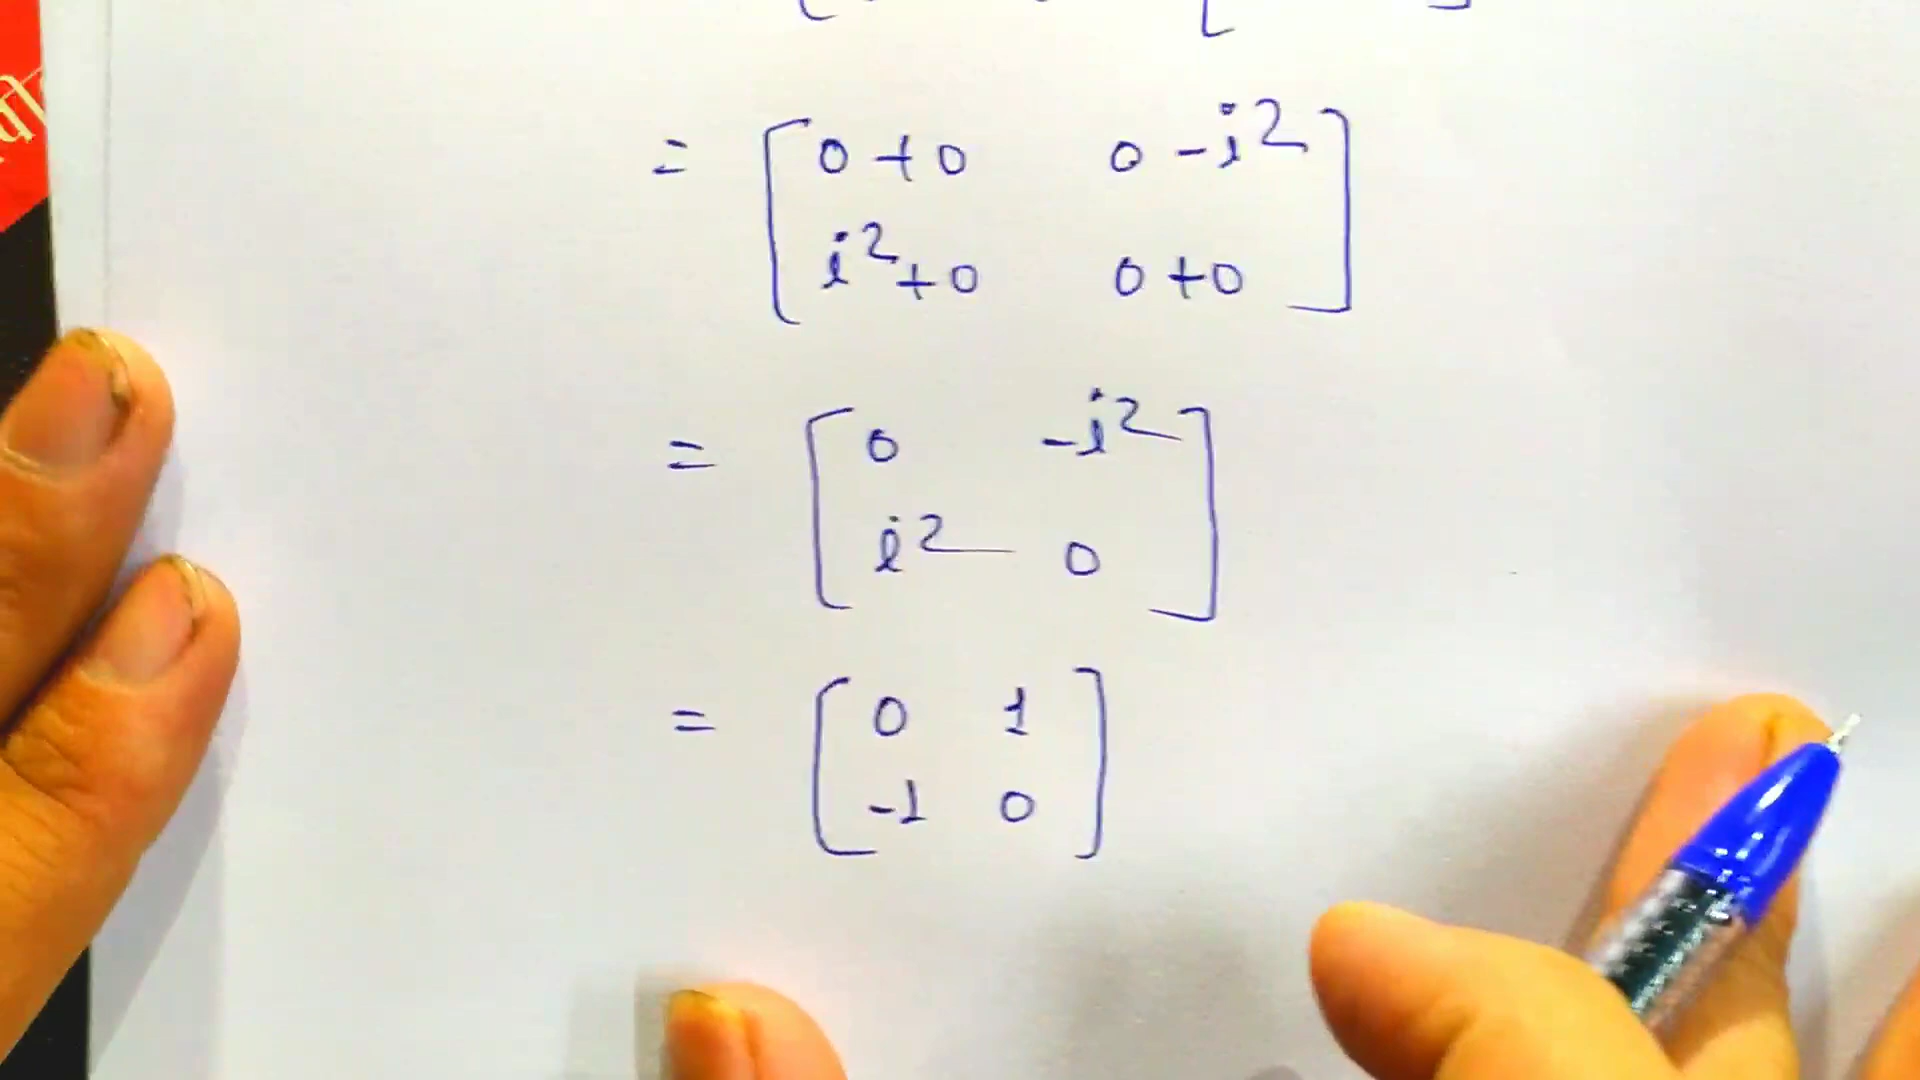 = [ 0+0 0-i²
i²+0 0+0 ]
= [ 0 -i²
i² 0 ]
= [ 0 1
-1 0 ]